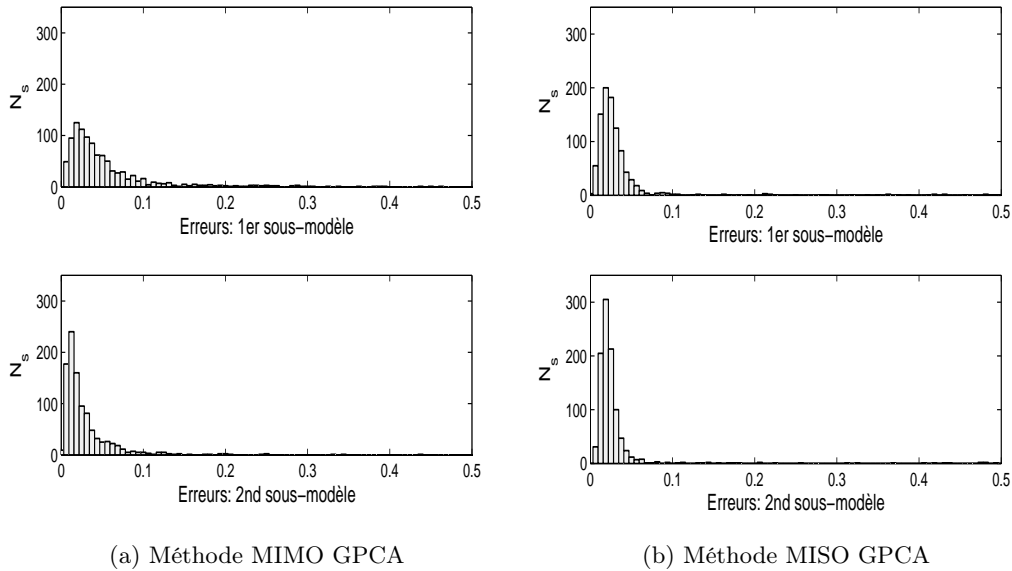 300
200
100
0
N_s
0 0.1 0.2 0.3 0.4 0.5
Erreurs: 1er sous-modèle
300
200
100
0
N_s
0 0.1 0.2 0.3 0.4 0.5
Erreurs: 2nd sous-modèle
(a) Méthode MIMO GPCA
300
200
100
0
N_s
0 0.1 0.2 0.3 0.4 0.5
Erreurs: 1er sous-modèle
300
200
100
0
N_s
0 0.1 0.2 0.3 0.4 0.5
Erreurs: 2nd sous-modèle
(b) Méthode MISO GPCA